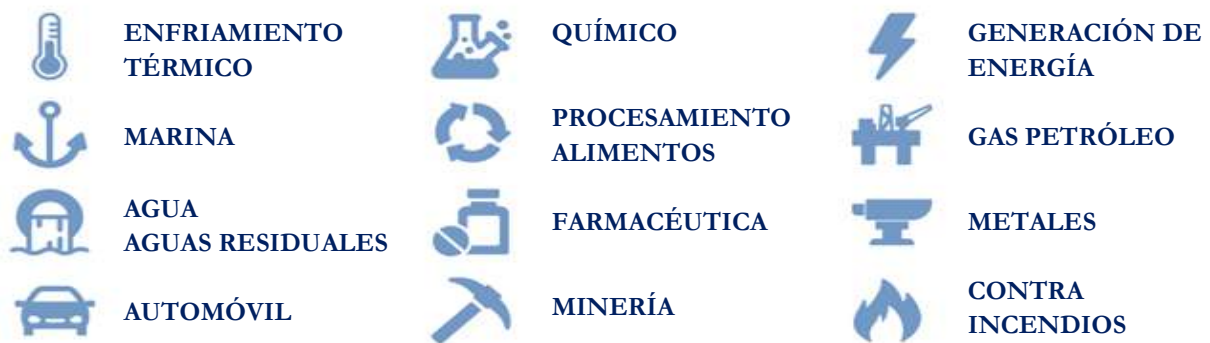 ENFRIAMIENTO
TÉRMICO
QUÍMICO
GENERACIÓN DE
ENERGÍA
MARINA
PROCESAMIENTO
ALIMENTOS
GAS PETRÓLEO
AGUA
AGUAS RESIDUALES
FARMACÉUTICA
METALES
AUTOMÓVIL
MINERÍA
CONTRA
INCENDIOS